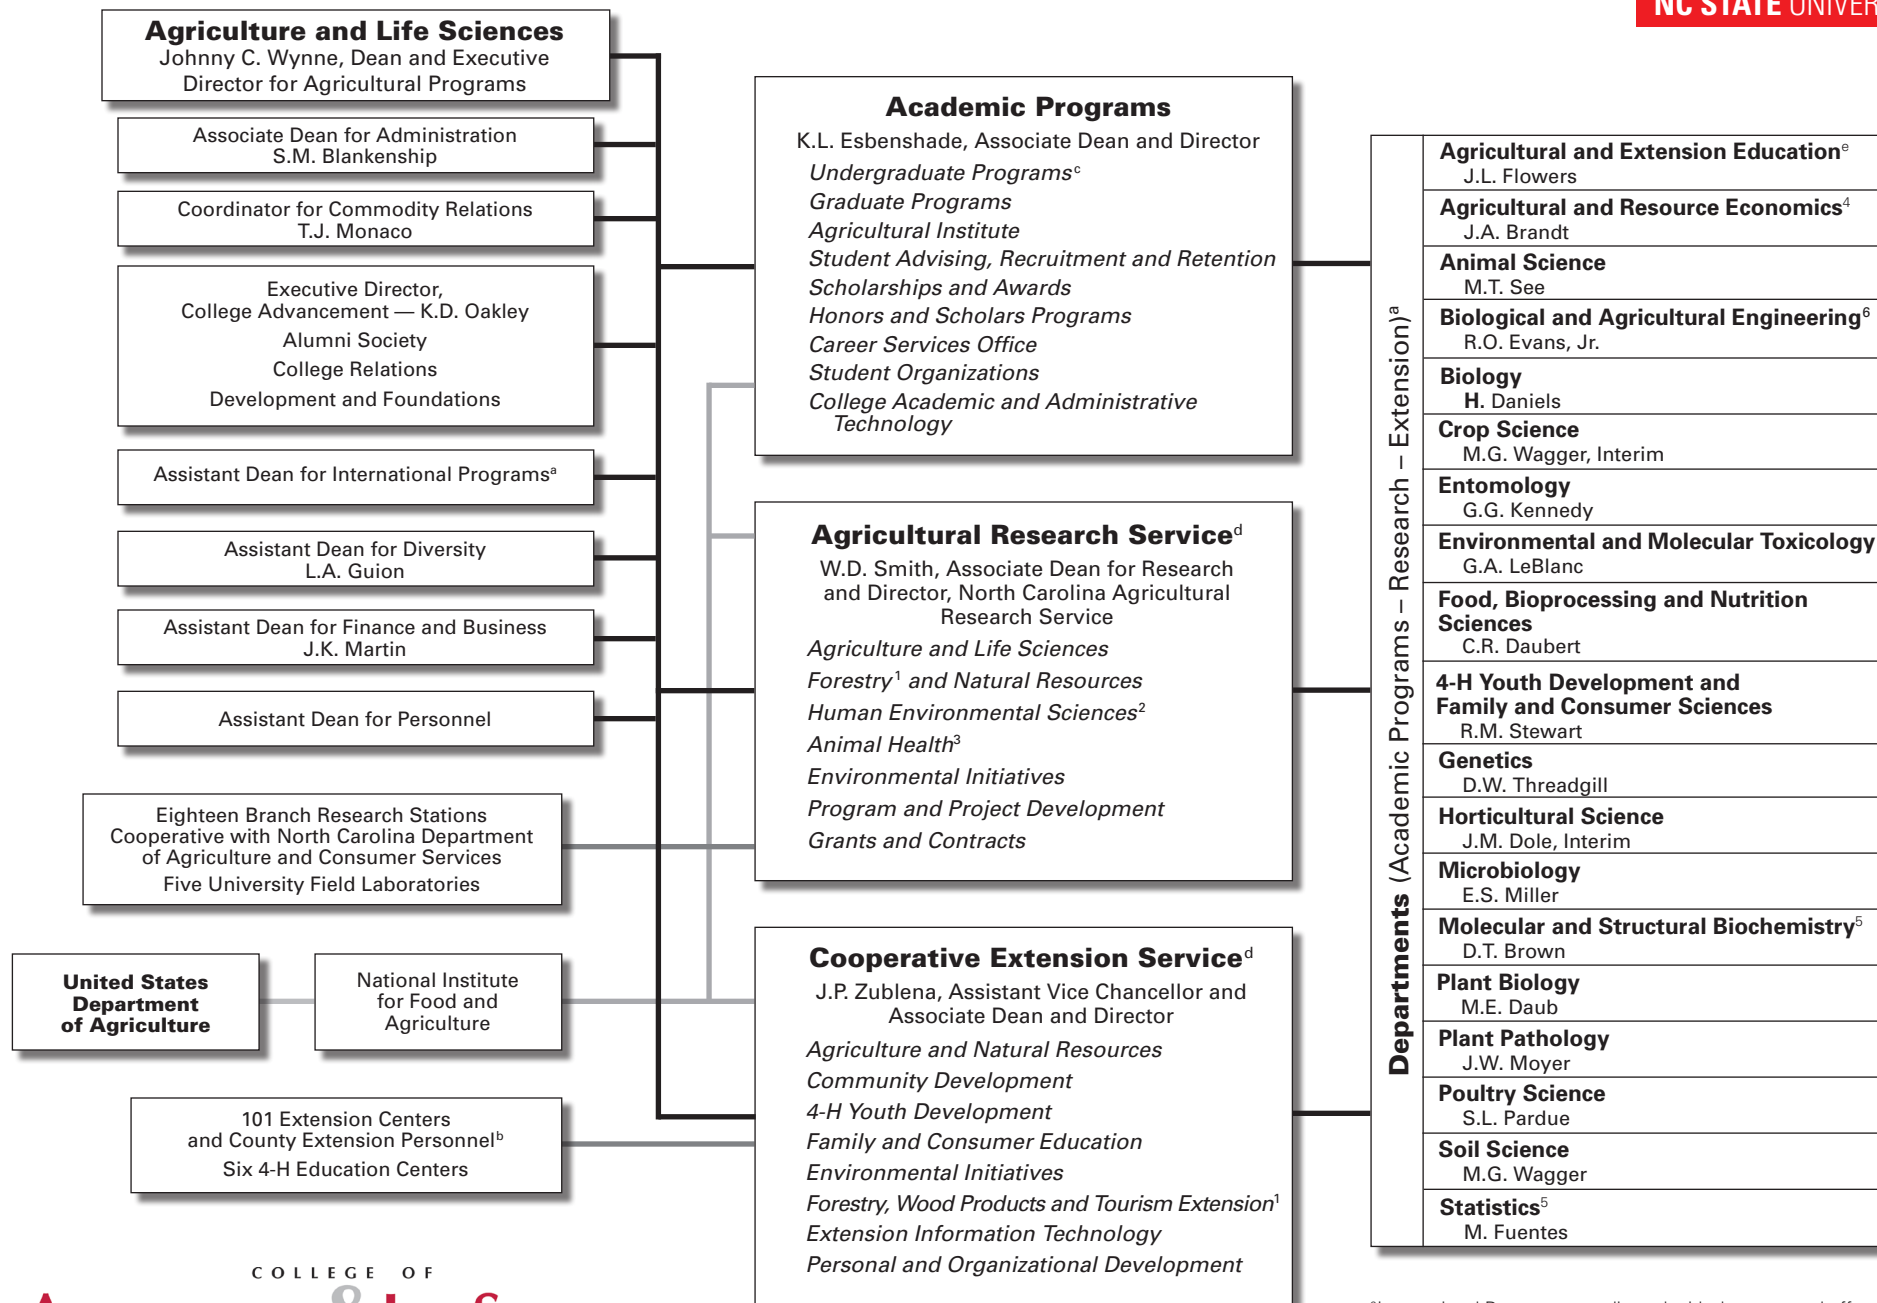 NC STATE
Agriculture and Life Sciences
Johnny C. Wynne, Dean and Executive
Director for Agricultural Programs
Associate Dean for Administration
S.M. Blankenship
Coordinator for Commodity Relations
T.J. Monaco
Executive Director,
College Advancement — K.D. Oakley
Alumni Society
College Relations
Development and Foundations
Assistant Dean for International Programsᵃ
Assistant Dean for Diversity
L.A. Guion
Assistant Dean for Finance and Business
J.K. Martin
Assistant Dean for Personnel
Eighteen Branch Research Stations
Cooperative with North Carolina Department
of Agriculture and Consumer Services
Five University Field Laboratories
United States
Department
of Agriculture
National Institute
for Food and
Agriculture
101 Extension Centers
and County Extension Personnelᵇ
Six 4-H Education Centers
COLLEGE OF
Academic Programs
K.L. Esbenshade, Associate Dean and Director
Undergraduate Programsᶜ
Graduate Programs
Agricultural Institute
Student Advising, Recruitment and Retention
Scholarships and Awards
Honors and Scholars Programs
Career Services Office
Student Organizations
College Academic and Administrative
Technology
Agricultural Research Serviceᵈ
W.D. Smith, Associate Dean for Research
and Director, North Carolina Agricultural
Research Service
Agriculture and Life Sciences
Forestry¹ and Natural Resources
Human Environmental Sciences²
Animal Health³
Environmental Initiatives
Program and Project Development
Grants and Contracts
Cooperative Extension Serviceᵈ
J.P. Zublena, Assistant Vice Chancellor and
Associate Dean and Director
Agriculture and Natural Resources
Community Development
4-H Youth Development
Family and Consumer Education
Environmental Initiatives
Forestry, Wood Products and Tourism Extension¹
Extension Information Technology
Personal and Organizational Development
Departments (Academic Programs – Research – Extension)ᵃ
Agricultural and Extension Educationᵉ
J.L. Flowers
Agricultural and Resource Economics⁴
J.A. Brandt
Animal Science
M.T. See
Biological and Agricultural Engineering⁶
R.O. Evans, Jr.
Biology
H. Daniels
Crop Science
M.G. Wagger, Interim
Entomology
G.G. Kennedy
Environmental and Molecular Toxicology
G.A. LeBlanc
Food, Bioprocessing and Nutrition
Sciences
C.R. Daubert
4-H Youth Development and
Family and Consumer Sciences
R.M. Stewart
Genetics
D.W. Threadgill
Horticultural Science
J.M. Dole, Interim
Microbiology
E.S. Miller
Molecular and Structural Biochemistry⁵
D.T. Brown
Plant Biology
M.E. Daub
Plant Pathology
J.W. Moyer
Poultry Science
S.L. Pardue
Soil Science
M.G. Wagger
Statistics⁵
M. Fuentes